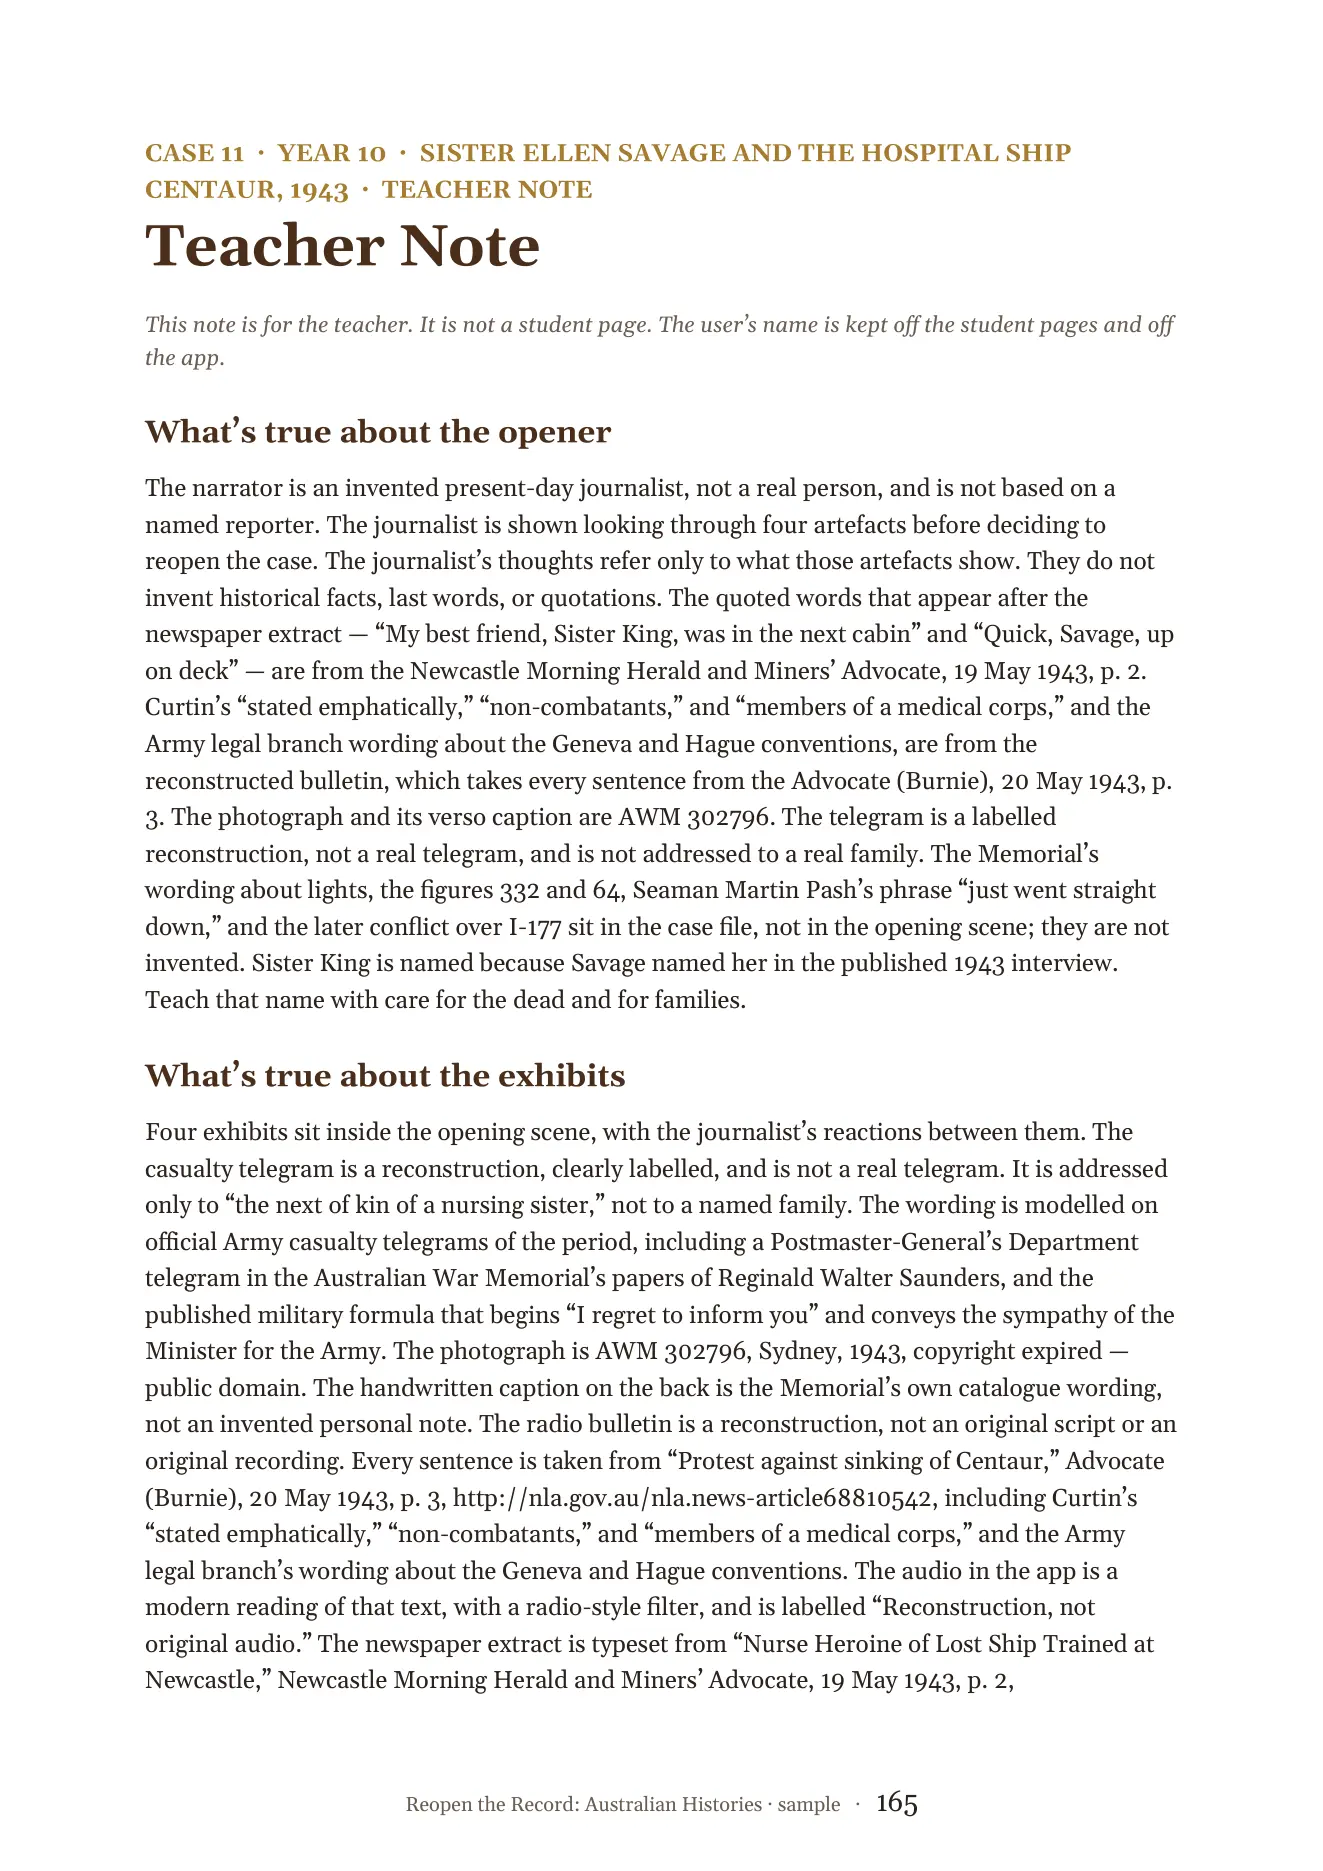 CASE 11 · YEAR 10 · SISTER ELLEN SAVAGE AND THE HOSPITAL SHIP
CENTAUR, 1943 · TEACHER NOTE
Teacher Note
This note is for the teacher. It is not a student page. The user’s name is kept off the student pages and off
the app.
What’s true about the opener
The narrator is an invented present-day journalist, not a real person, and is not based on a
named reporter. The journalist is shown looking through four artefacts before deciding to
reopen the case. The journalist’s thoughts refer only to what those artefacts show. They do not
invent historical facts, last words, or quotations. The quoted words that appear after the
newspaper extract — “My best friend, Sister King, was in the next cabin” and “Quick, Savage, up
on deck” — are from the Newcastle Morning Herald and Miners’ Advocate, 19 May 1943, p. 2.
Curtin’s “stated emphatically,” “non-combatants,” and “members of a medical corps,” and the
Army legal branch wording about the Geneva and Hague conventions, are from the
reconstructed bulletin, which takes every sentence from the Advocate (Burnie), 20 May 1943, p.
3. The photograph and its verso caption are AWM 302796. The telegram is a labelled
reconstruction, not a real telegram, and is not addressed to a real family. The Memorial’s
wording about lights, the figures 332 and 64, Seaman Martin Pash’s phrase “just went straight
down,” and the later conflict over I-177 sit in the case file, not in the opening scene; they are not
invented. Sister King is named because Savage named her in the published 1943 interview.
Teach that name with care for the dead and for families.
What’s true about the exhibits
Four exhibits sit inside the opening scene, with the journalist’s reactions between them. The
casualty telegram is a reconstruction, clearly labelled, and is not a real telegram. It is addressed
only to “the next of kin of a nursing sister,” not to a named family. The wording is modelled on
official Army casualty telegrams of the period, including a Postmaster-General’s Department
telegram in the Australian War Memorial’s papers of Reginald Walter Saunders, and the
published military formula that begins “I regret to inform you” and conveys the sympathy of the
Minister for the Army. The photograph is AWM 302796, Sydney, 1943, copyright expired —
public domain. The handwritten caption on the back is the Memorial’s own catalogue wording,
not an invented personal note. The radio bulletin is a reconstruction, not an original script or an
original recording. Every sentence is taken from “Protest against sinking of Centaur,” Advocate
(Burnie), 20 May 1943, p. 3, http://nla.gov.au/nla.news-article68810542, including Curtin’s
“stated emphatically,” “non-combatants,” and “members of a medical corps,” and the Army
legal branch’s wording about the Geneva and Hague conventions. The audio in the app is a
modern reading of that text, with a radio-style filter, and is labelled “Reconstruction, not
original audio.” The newspaper extract is typeset from “Nurse Heroine of Lost Ship Trained at
Newcastle,” Newcastle Morning Herald and Miners’ Advocate, 19 May 1943, p. 2,
Reopen the Record: Australian Histories · sample · 165